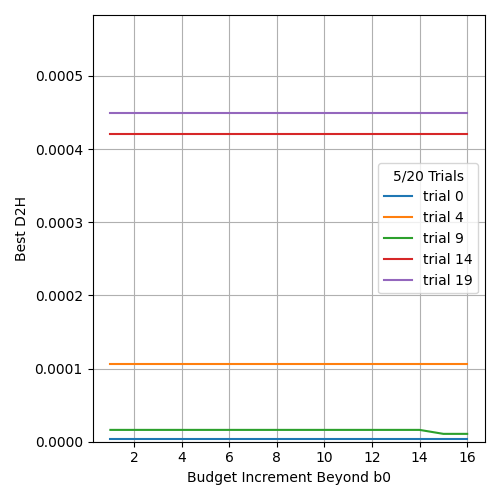 0.0005
0.0004
0.0003
0.0002
0.0001
0.0000
Best D2H
5/20 Trials
trial 0
trial 4
trial 9
trial 14
trial 19
2 4 6 8 10 12 14 16
Budget Increment Beyond b0